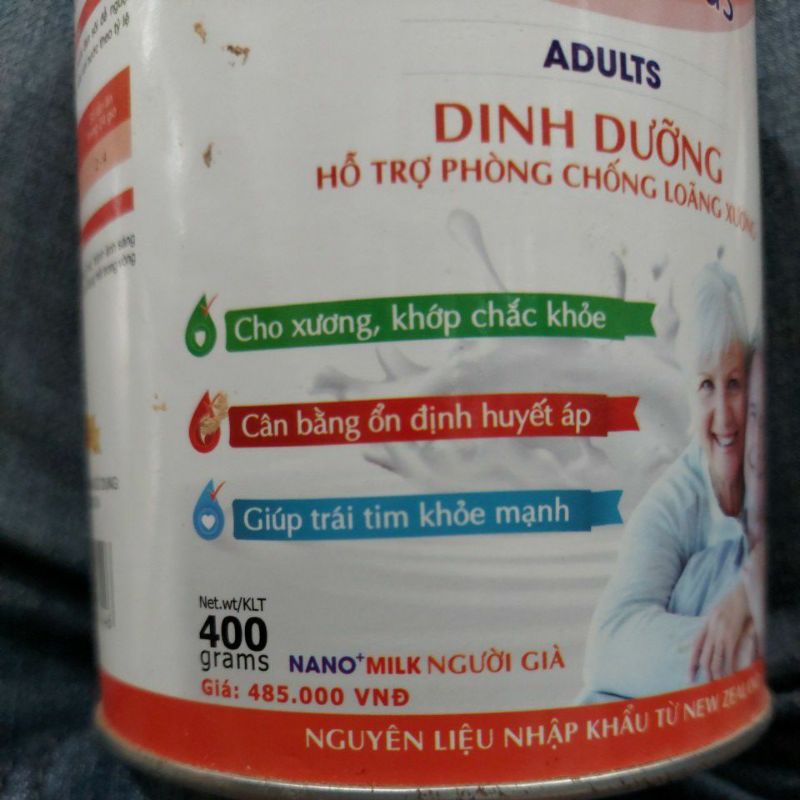 ADULTS
DINH DƯỠNG
HỖ TRỢ PHÒNG CHỐNG LOÃNG XƯƠNG
Cho xương, khớp chắc khỏe
Cân bằng ổn định huyết áp
Giúp trái tim khỏe mạnh
Net.wt/KLT
400
grams
NANO+MILK NGƯỜI GIÀ
Giá: 485.000 VNĐ
NGUYÊN LIỆU NHẬP KHẨU TỪ NEW ZEALAND